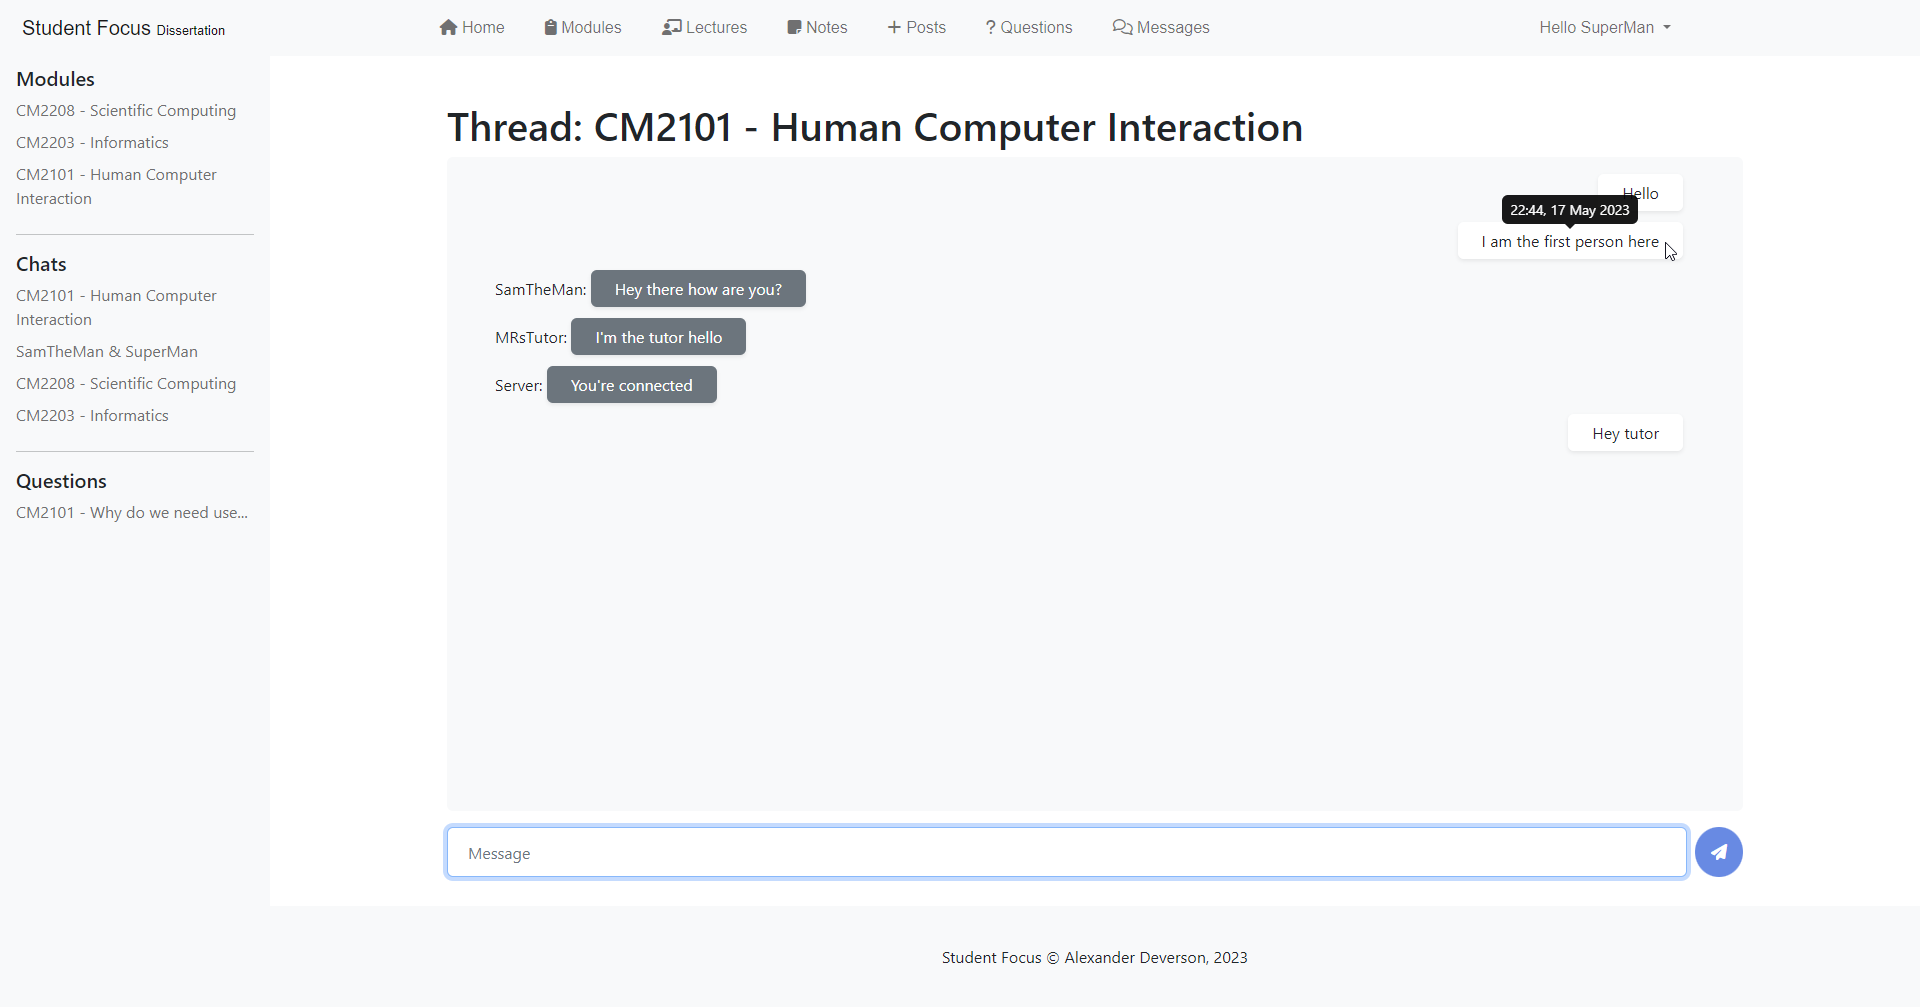 Student Focus Dissertation
Home
Modules
Lectures
Notes
Posts
? Questions
Messages
Hello SuperMan
Modules
CM2208 - Scientific Computing
CM2203 - Informatics
CM2101 - Human Computer
Interaction
Chats
CM2101 - Human Computer
Interaction
SamTheMan & SuperMan
CM2208 - Scientific Computing
CM2203 - Informatics
Questions
CM2101 - Why do we need use...
Thread: CM2101 - Human Computer Interaction
Hello
22:44, 17 May 2023
I am the first person here
SamTheMan: Hey there how are you?
MRsTutor: I'm the tutor hello
Server: You're connected
Hey tutor
Message
Student Focus © Alexander Deverson, 2023